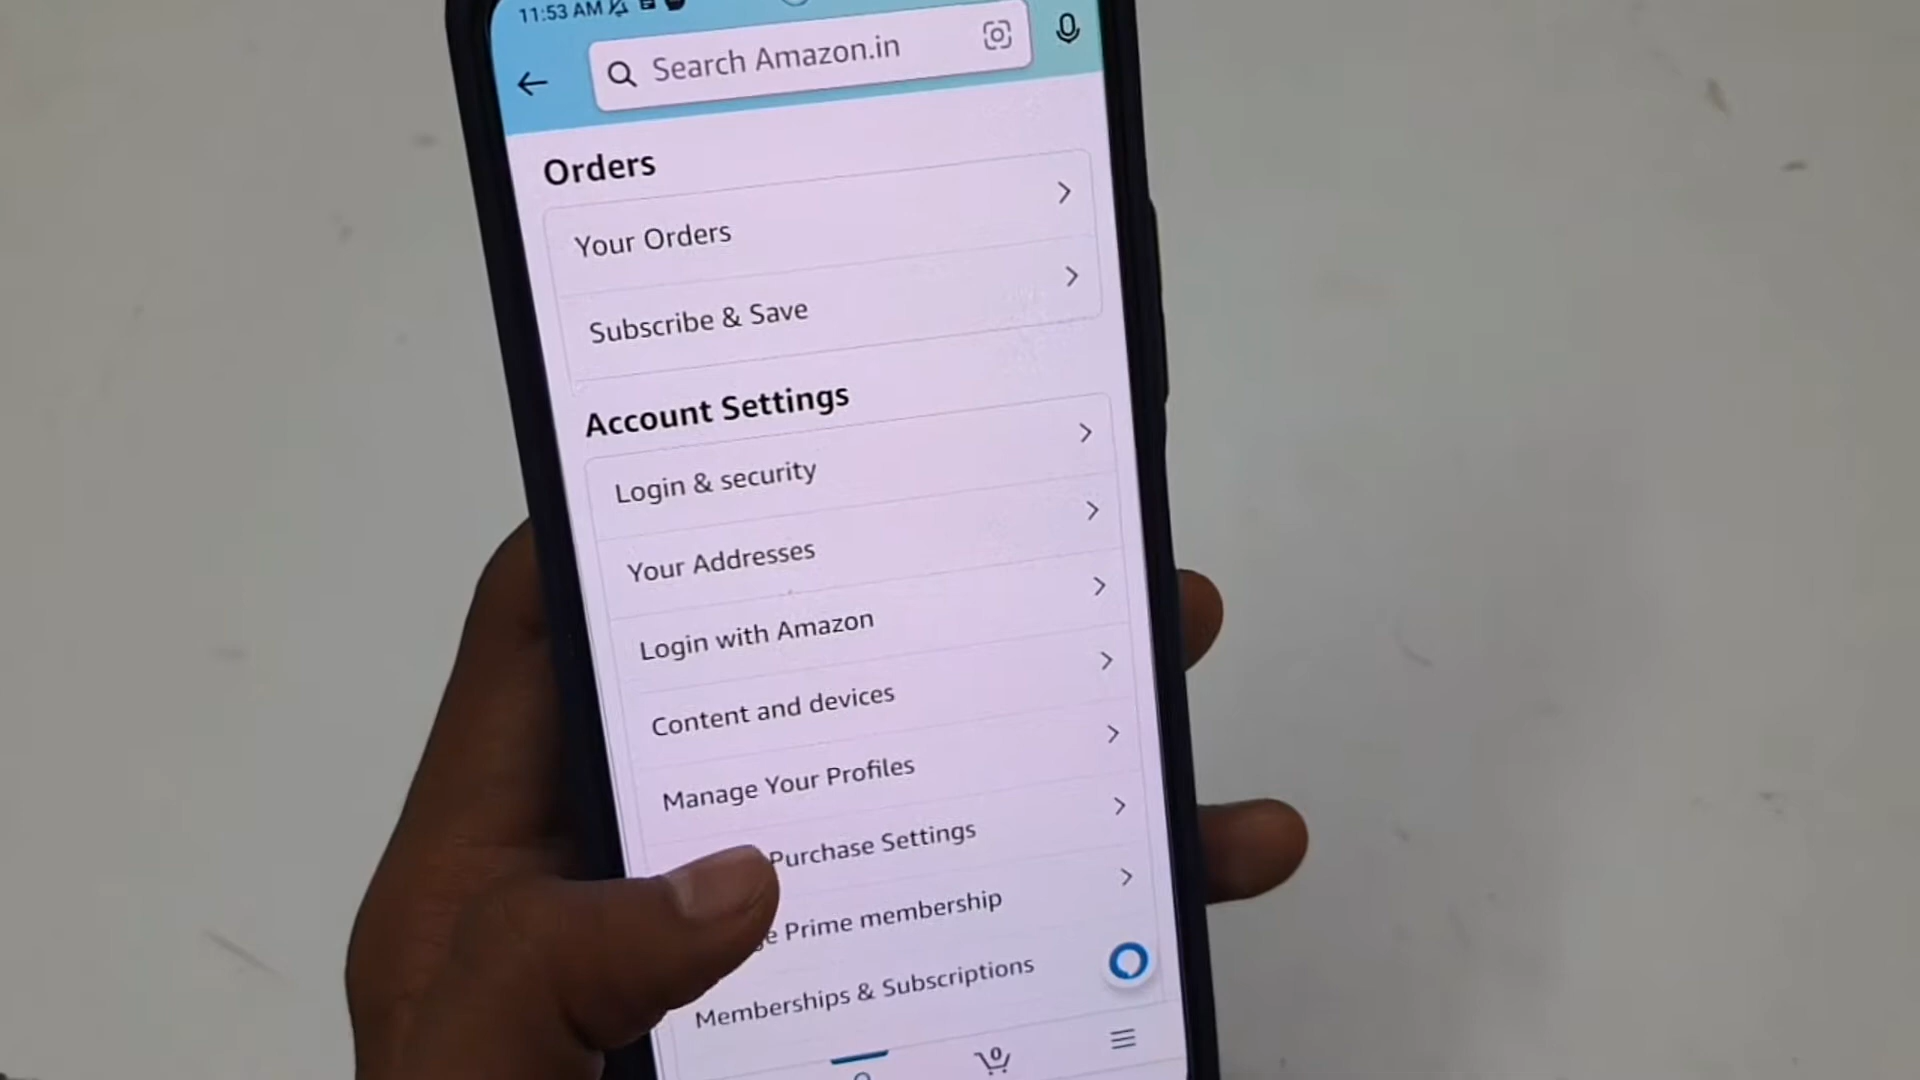 11:53 AM
Search Amazon.in
Orders
Your Orders
Subscribe & Save
Account Settings
Login & security
Your Addresses
Login with Amazon
Content and devices
Manage Your Profiles
Purchase Settings
Prime membership
Memberships & Subscriptions
0